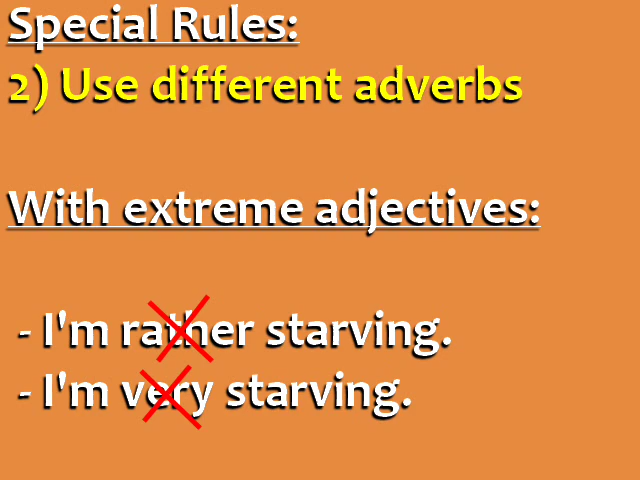 Special Rules:
2) Use different adverbs
With extreme adjectives:
- I'm rather starving.
- I'm very starving.